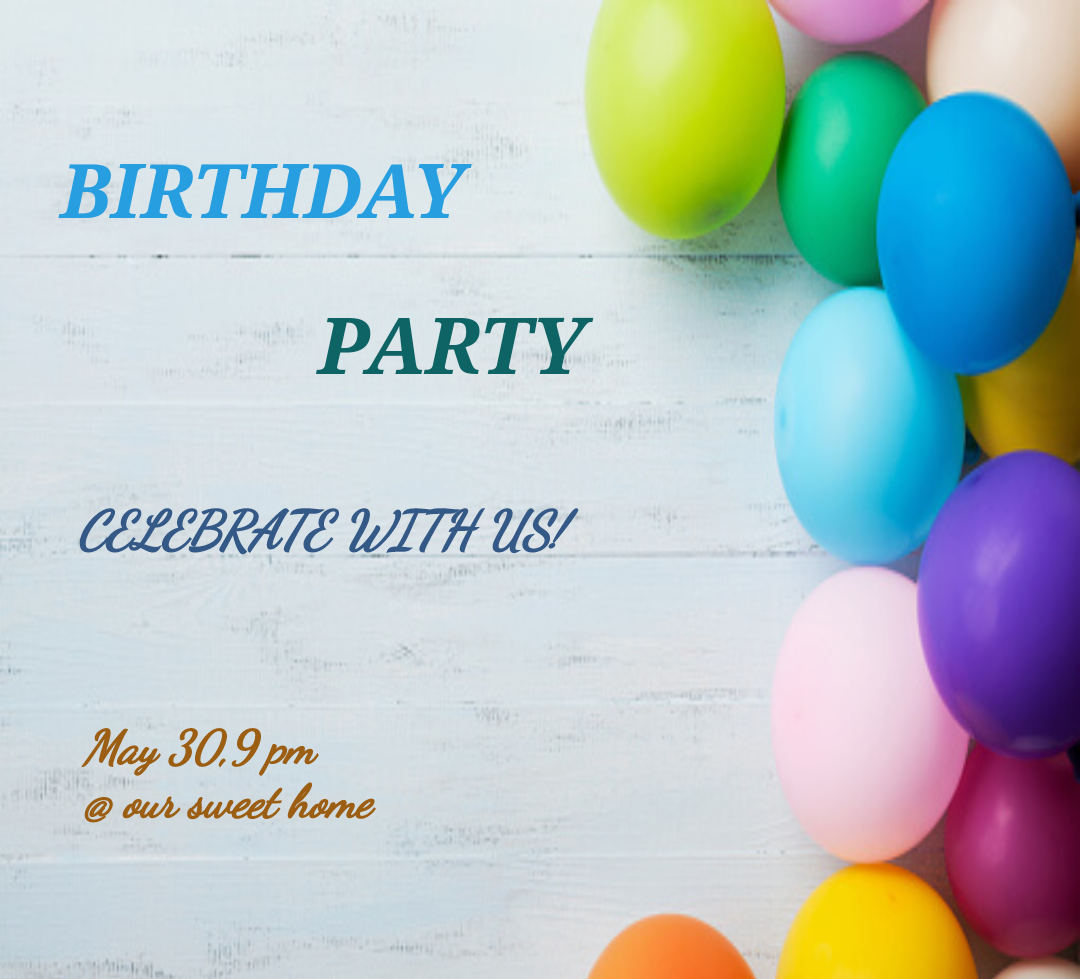 BIRTHDAY
PARTY
CELEBRATE WITH US!
May 30,9 pm
@ our sweet home